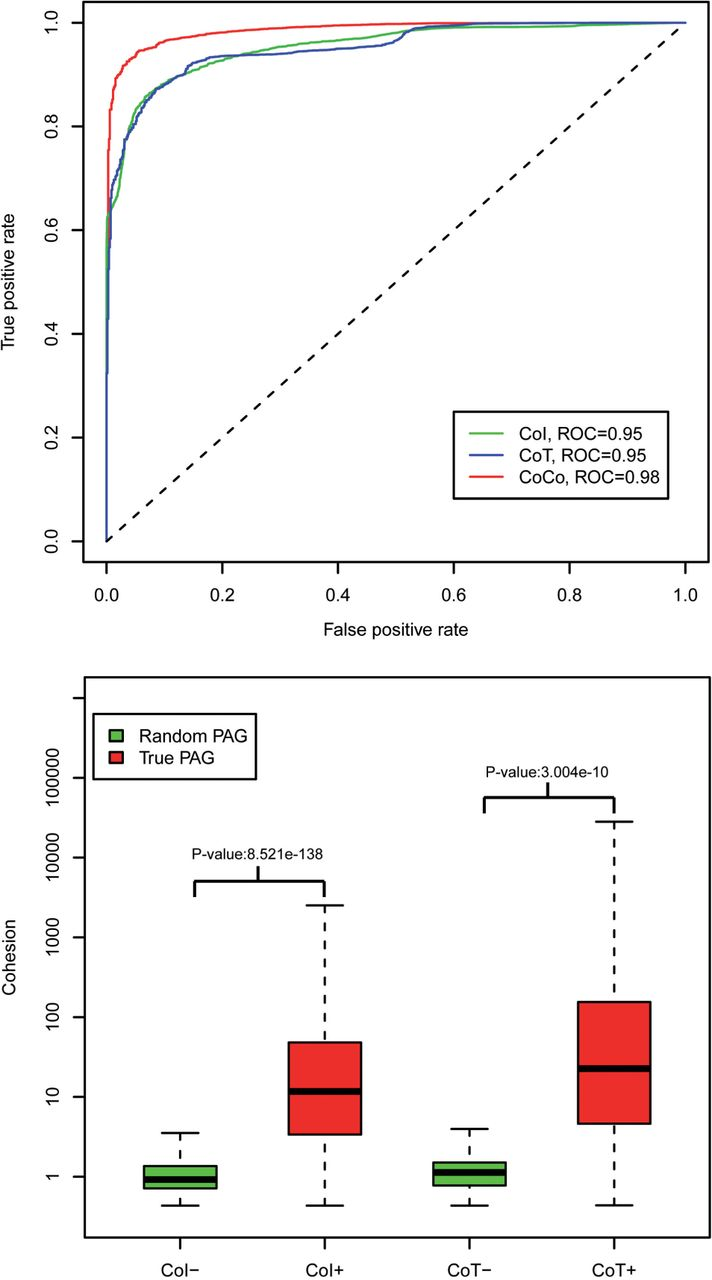 1.0
0.8
0.6
0.4
0.2
0.0
True positive rate
CoI, ROC=0.95
CoT, ROC=0.95
CoCo, ROC=0.98
0.0 0.2 0.4 0.6 0.8 1.0
False positive rate
Random PAG
True PAG
P-value:3.004e-10
P-value:8.521e-138
100000
10000
1000
100
10
1
Cohesion
CoI− CoI+ CoT− CoT+